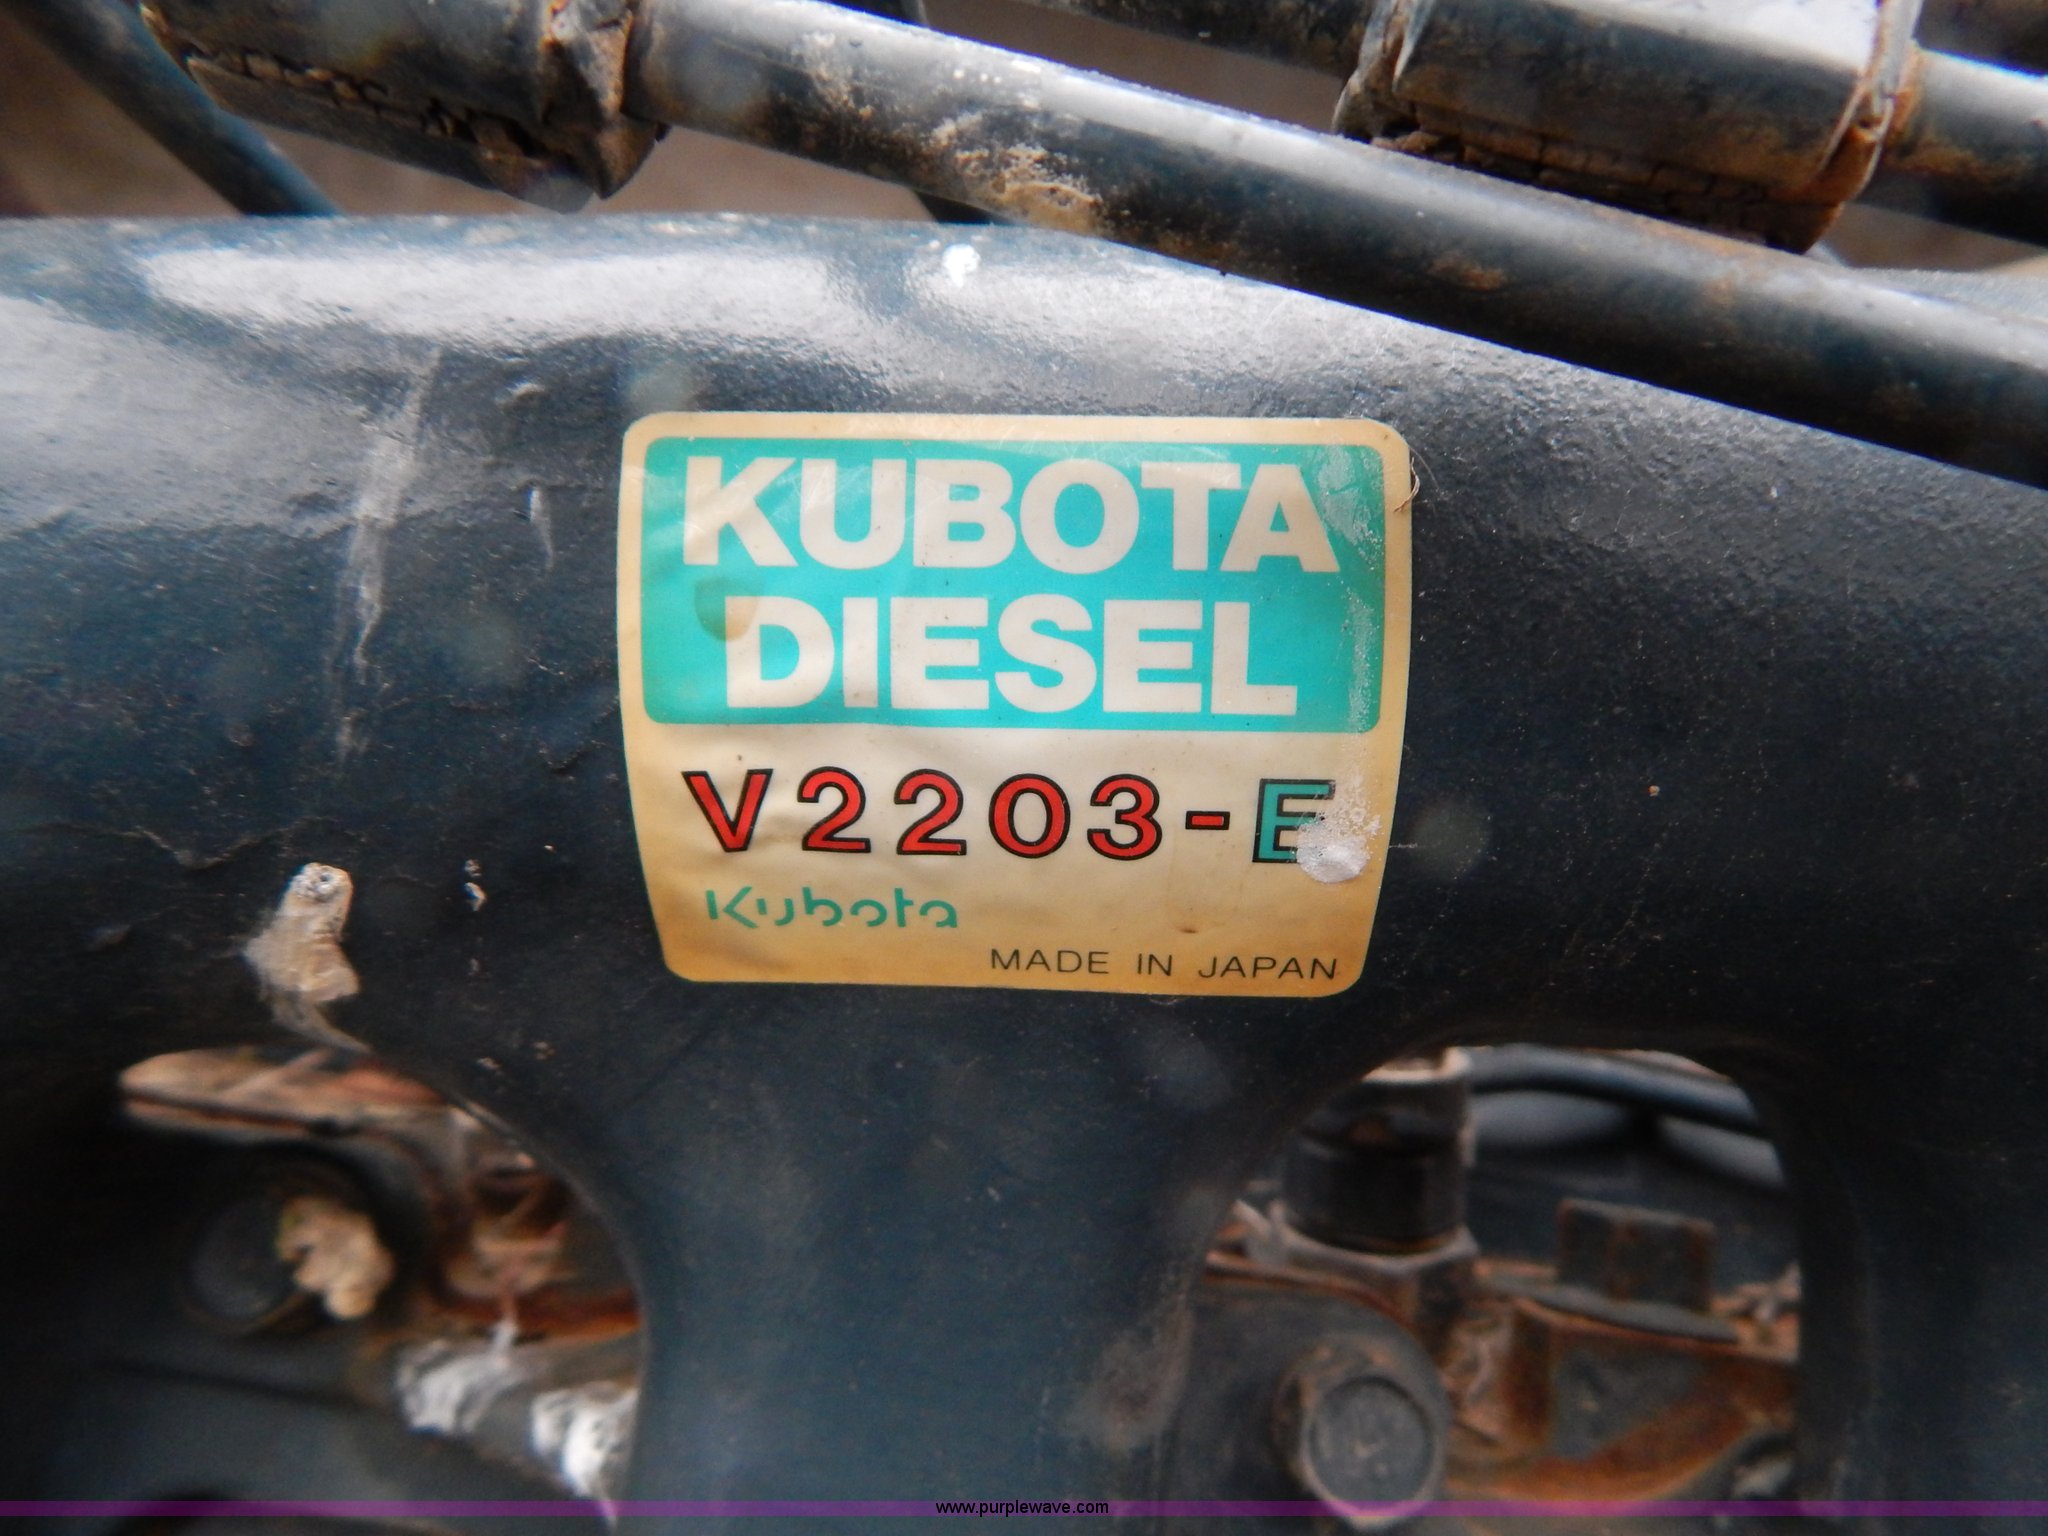 KUBOTA
DIESEL
V2203-E
Kubota
MADE IN JAPAN
www.purplewave.com